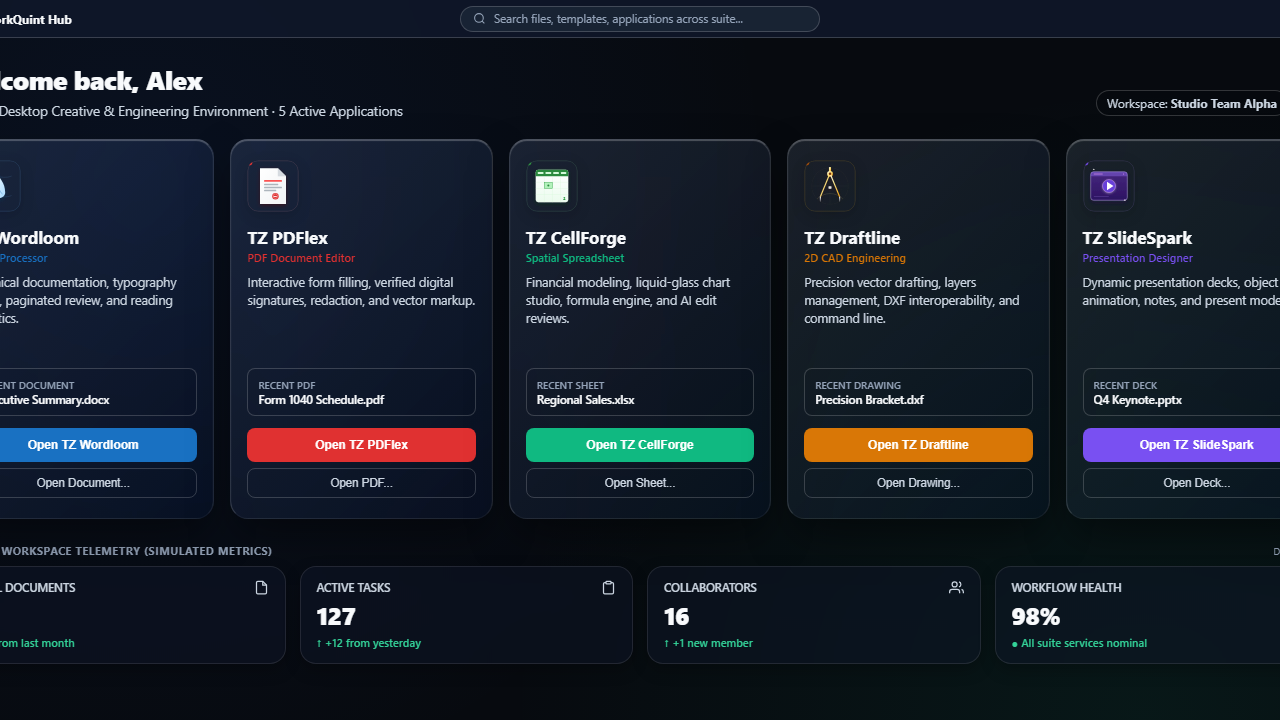 rkQuint Hub
Search files, templates, applications across suite...
come back, Alex
Desktop Creative & Engineering Environment · 5 Active Applications
Workspace: Studio Team Alpha
Wordloom
Processor
ical documentation, typography
, paginated review, and reading
tics.
ENT DOCUMENT
cutive Summary.docx
Open TZ Wordloom
Open Document...
TZ PDFlex
PDF Document Editor
Interactive form filling, verified digital
signatures, redaction, and vector markup.
RECENT PDF
Form 1040 Schedule.pdf
Open TZ PDFlex
Open PDF...
TZ CellForge
Spatial Spreadsheet
Financial modeling, liquid-glass chart
studio, formula engine, and AI edit
reviews.
RECENT SHEET
Regional Sales.xlsx
Open TZ CellForge
Open Sheet...
TZ Draftline
2D CAD Engineering
Precision vector drafting, layers
management, DXF interoperability, and
command line.
RECENT DRAWING
Precision Bracket.dxf
Open TZ Draftline
Open Drawing...
TZ SlideSpark
Presentation Designer
Dynamic presentation decks, object
animation, notes, and present mode
RECENT DECK
Q4 Keynote.pptx
Open TZ SlideSpark
Open Deck...
WORKSPACE TELEMETRY (SIMULATED METRICS)
D
L DOCUMENTS
rom last month
ACTIVE TASKS
127
↑ +12 from yesterday
COLLABORATORS
16
↑ +1 new member
WORKFLOW HEALTH
98%
● All suite services nominal